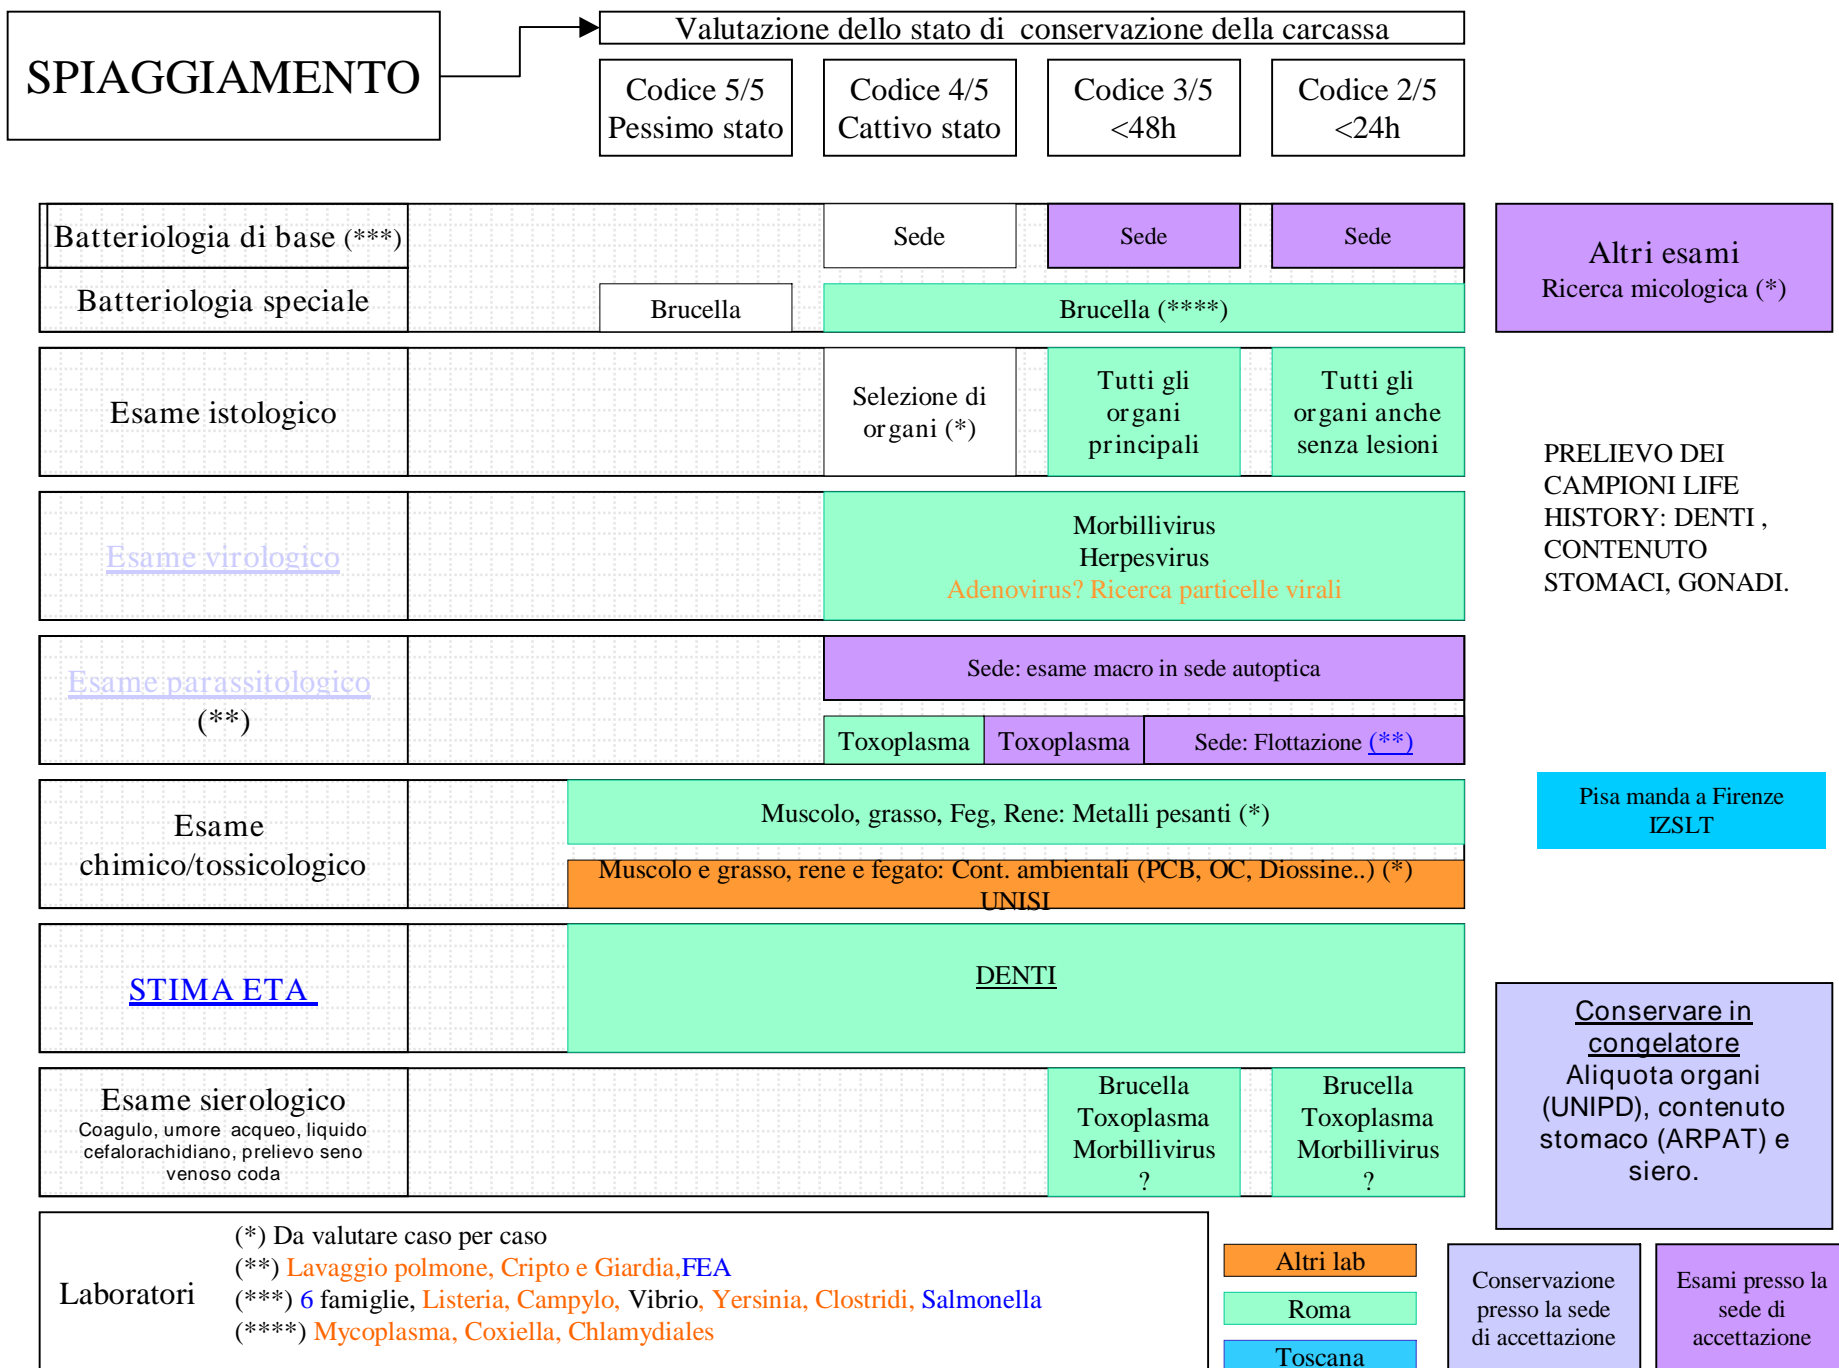 SPIAGGIAMENTO
Valutazione dello stato di conservazione della carcassa
Codice 5/5
Pessimo stato
Codice 4/5
Cattivo stato
Codice 3/5
<48h
Codice 2/5
<24h
Batteriologia di base (***)
Sede
Sede
Sede
Batteriologia speciale
Brucella
Brucella (****)
Altri esami
Ricerca micologica (*)
Esame istologico
Selezione di
organi (*)
Tutti gli
organi
principali
Tutti gli
organi anche
senza lesioni
PRELIEVO DEI
CAMPIONI LIFE
HISTORY: DENTI ,
CONTENUTO
STOMACI, GONADI.
Esame virologico
Morbillivirus
Herpesvirus
Adenovirus? Ricerca particelle virali
Esame parassitologico
(**)
Sede: esame macro in sede autoptica
Toxoplasma
Toxoplasma
Sede: Flottazione (**)
Esame
chimico/tossicologico
Muscolo, grasso, Feg, Rene: Metalli pesanti (*)
Muscolo e grasso, rene e fegato: Cont. ambientali (PCB, OC, Diossine..) (*)
UNISI
Pisa manda a Firenze
IZSLT
STIMA ETA
DENTI
Esame sierologico
Coagulo, umore acqueo, liquido
cefalorachidiano, prelievo seno
venoso coda
Brucella
Toxoplasma
Morbillivirus
?
Brucella
Toxoplasma
Morbillivirus
?
Conservare in
congelatore
Aliquota organi
(UNIPD), contenuto
stomaco (ARPAT) e
siero.
Laboratori
(*) Da valutare caso per caso
(**) Lavaggio polmone, Cripto e Giardia,FEA
(***) 6 famiglie, Listeria, Campylo, Vibrio, Yersinia, Clostridi, Salmonella
(****) Mycoplasma, Coxiella, Chlamydiales
Altri lab
Roma
Toscana
Conservazione
presso la sede
di accettazione
Esami presso la
sede di
accettazione